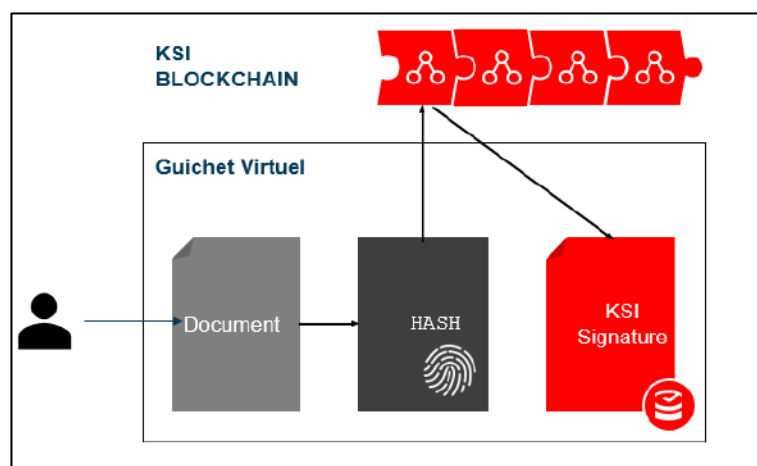 KSI
BLOCKCHAIN
Guichet Virtuel
Document
HASH
KSI
Signature